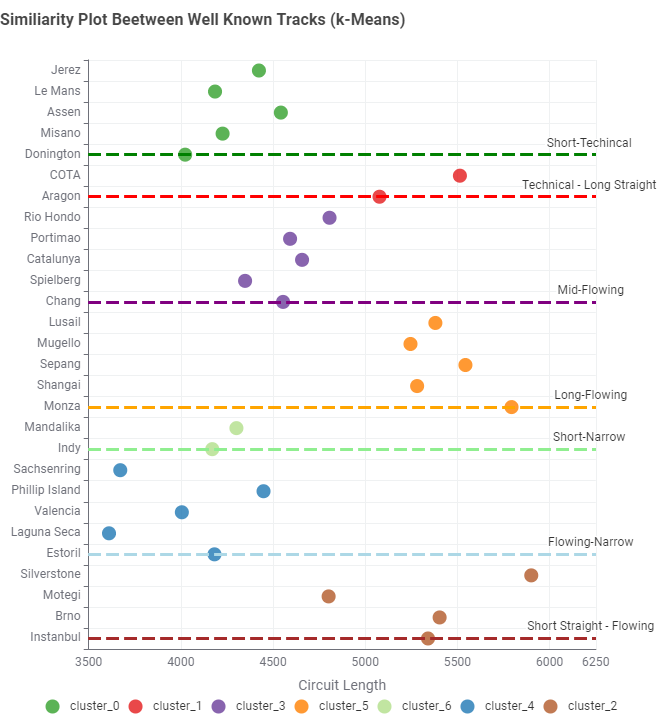 Similiarity Plot Beetween Well Known Tracks (k-Means)
Jerez
Le Mans
Assen
Misano
Short-Techincal
Donington
COTA
Technical - Long Straight
Aragon
Rio Hondo
Portimao
Catalunya
Spielberg
Mid-Flowing
Chang
Lusail
Mugello
Sepang
Shangai
Long-Flowing
Monza
Mandalika
Short-Narrow
Indy
Sachsenring
Phillip Island
Valencia
Laguna Seca
Flowing-Narrow
Estoril
Silverstone
Motegi
Brno
Short Straight - Flowing
Instanbul
3500 4000 4500 5000 5500 6000 6250
Circuit Length
cluster_0 cluster_1 cluster_3 cluster_5 cluster_6 cluster_4 cluster_2